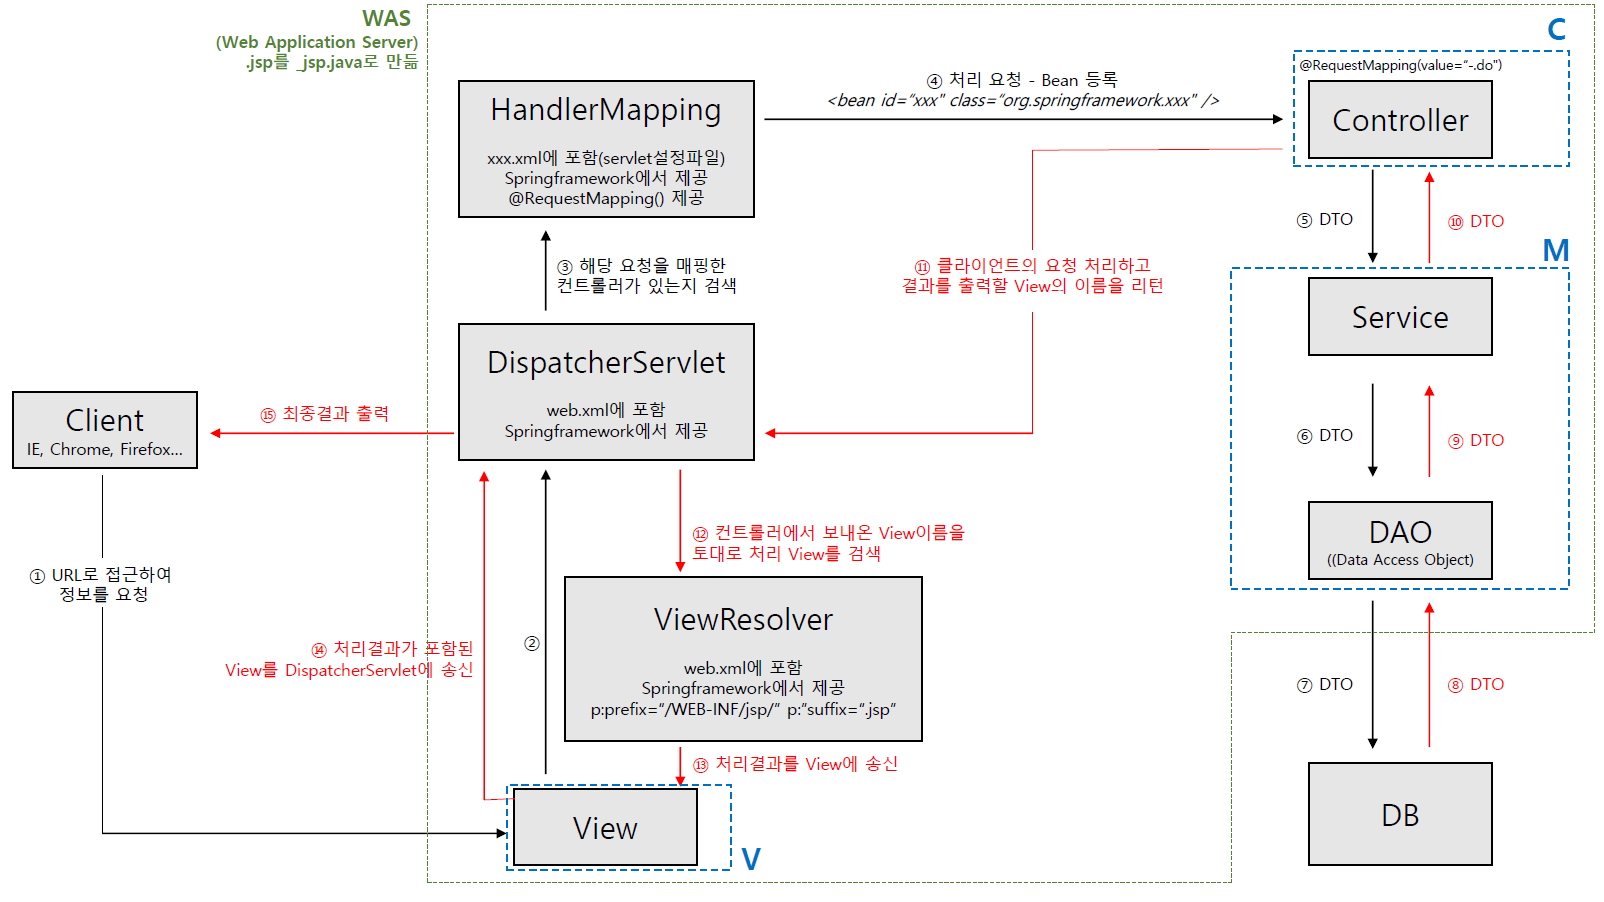 WAS
(Web Application Server)
.jsp를 _jsp.java로 만듦
C
@RequestMapping(value=“-.do")
Controller
④ 처리 요청 - Bean 등록
<bean id=“xxx" class=“org.springframework.xxx" />
HandlerMapping
xxx.xml에 포함(servlet설정파일)
Springframework에서 제공
@RequestMapping() 제공
⑤ DTO
⑩ DTO
③ 해당 요청을 매핑한
컨트롤러가 있는지 검색
⑪ 클라이언트의 요청 처리하고
결과를 출력할 View의 이름을 리턴
M
Service
DispatcherServlet
web.xml에 포함
Springframework에서 제공
Client
IE, Chrome, Firefox...
⑮ 최종결과 출력
⑥ DTO
⑨ DTO
⑫ 컨트롤러에서 보내온 View이름을
토대로 처리 View를 검색
DAO
((Data Access Object)
① URL로 접근하여
정보를 요청
②
⑭ 처리결과가 포함된
View를 DispatcherServlet에 송신
ViewResolver
web.xml에 포함
Springframework에서 제공
p:prefix=“/WEB-INF/jsp/“ p:”suffix=“.jsp”
⑦ DTO
⑧ DTO
⑬ 처리결과를 View에 송신
View
V
DB